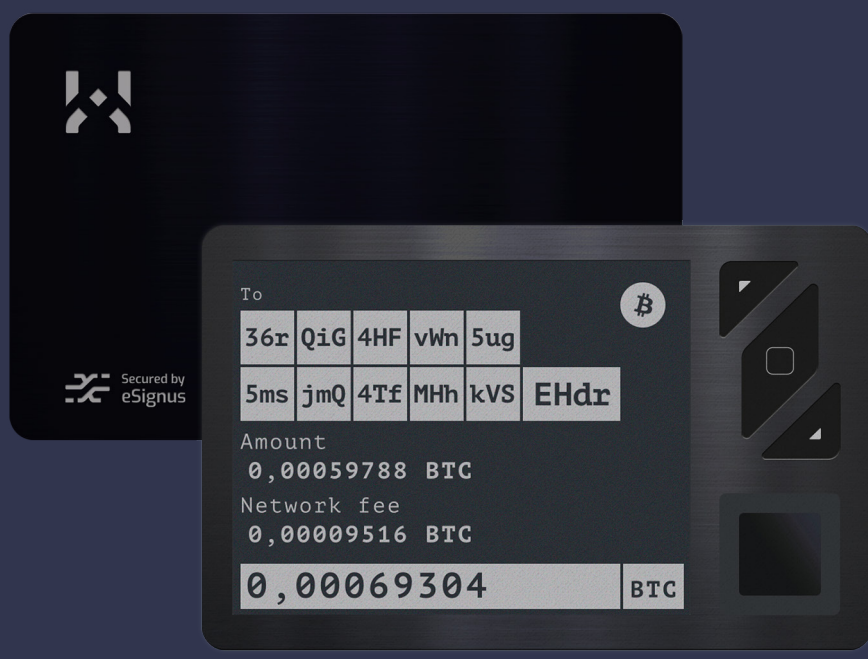 Secured by
eSignus
To
36r QiG 4HF vWn 5ug
5ms jmQ 4Tf MHh kVS EHdr
Amount
0,00059788 BTC
Network fee
0,00009516 BTC
0,00069304 BTC